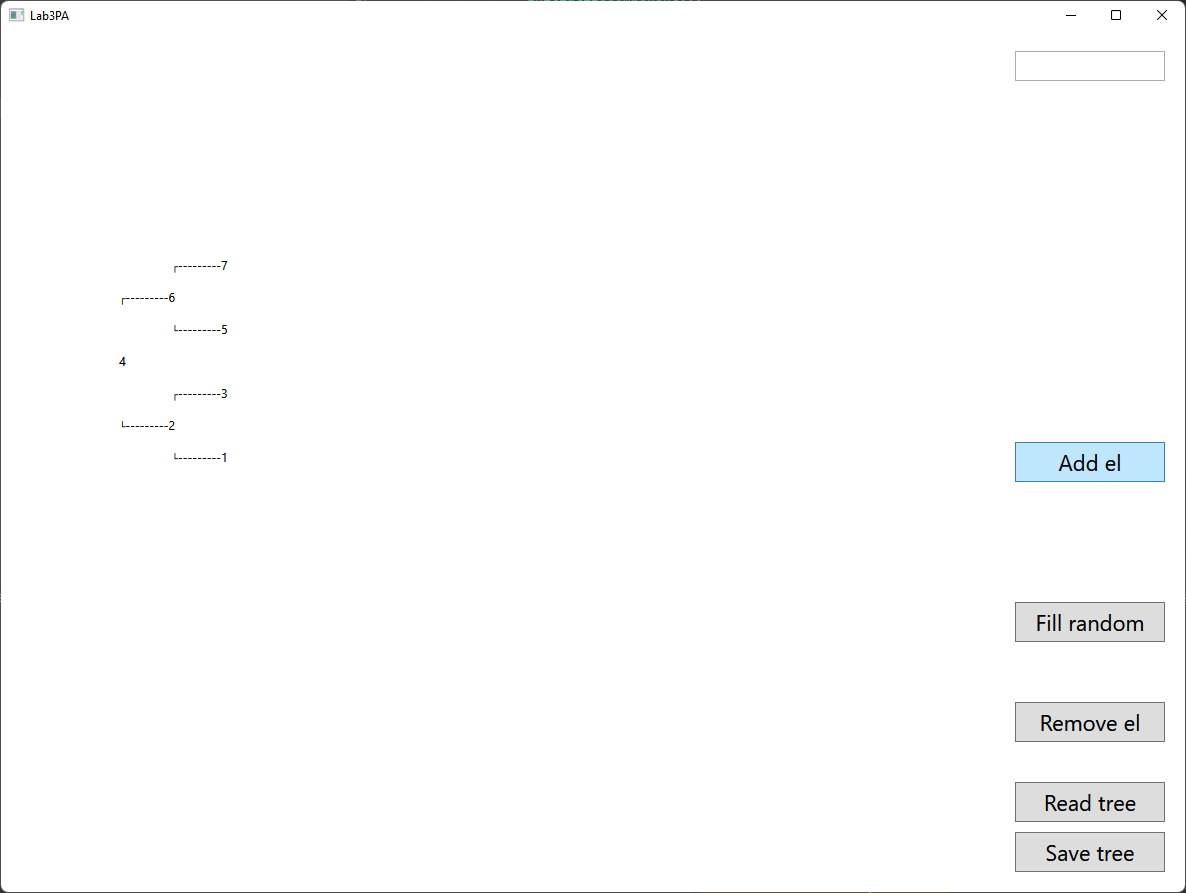 Lab3PA
┌---------7
┌---------6
└---------5
4
┌---------3
└---------2
└---------1
Add el
Fill random
Remove el
Read tree
Save tree